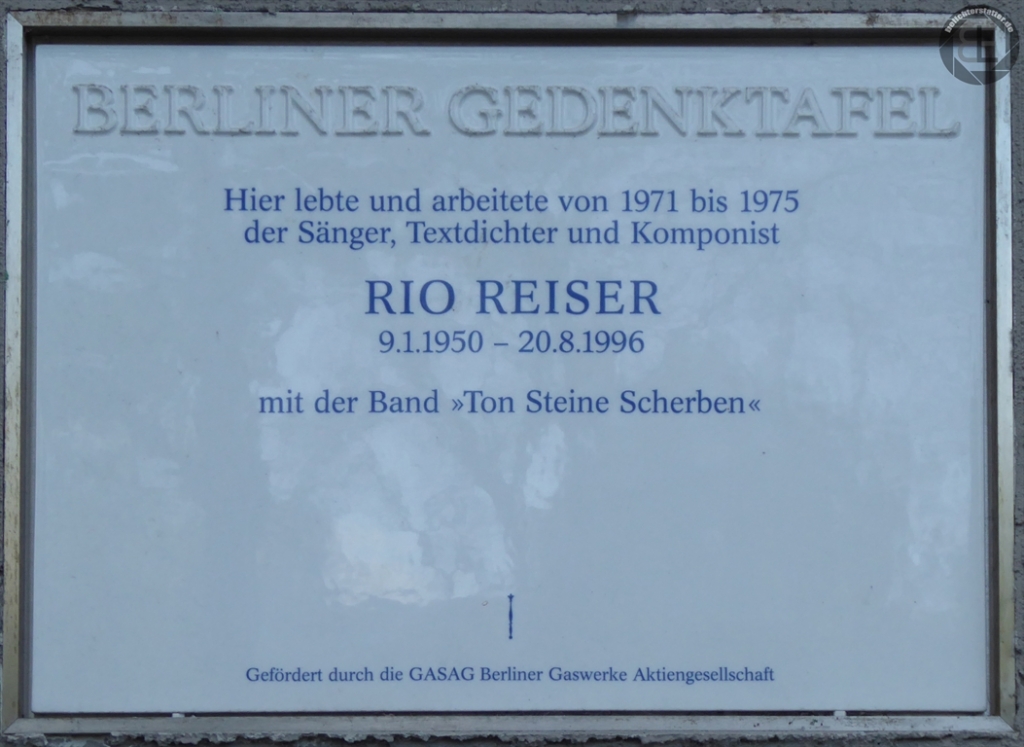 BERLINER GEDENKTAFEL
Hier lebte und arbeitete von 1971 bis 1975
der Sänger, Textdichter und Komponist
RIO REISER
9.1.1950 – 20.8.1996
mit der Band »Ton Steine Scherben«
Gefördert durch die GASAG Berliner Gaswerke Aktiengesellschaft